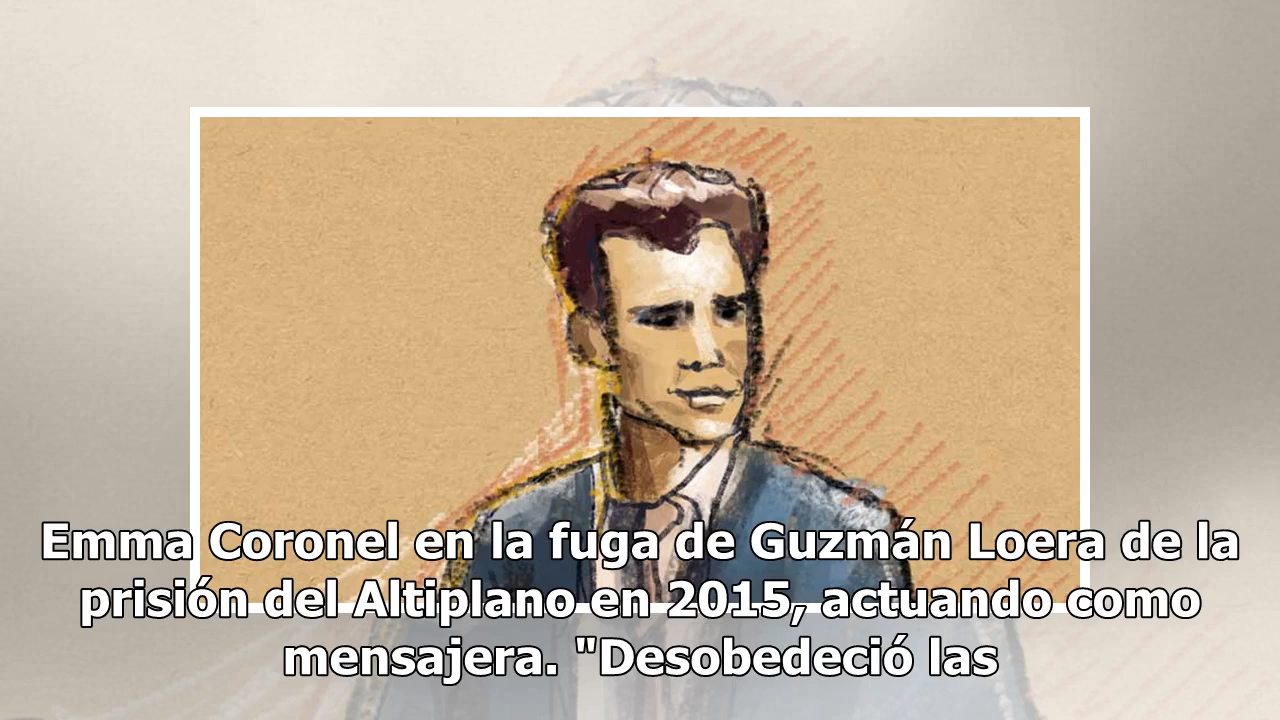 Emma Coronel en la fuga de Guzmán Loera de la
prisión del Altiplano en 2015, actuando como
mensajera. "Desobedeció las